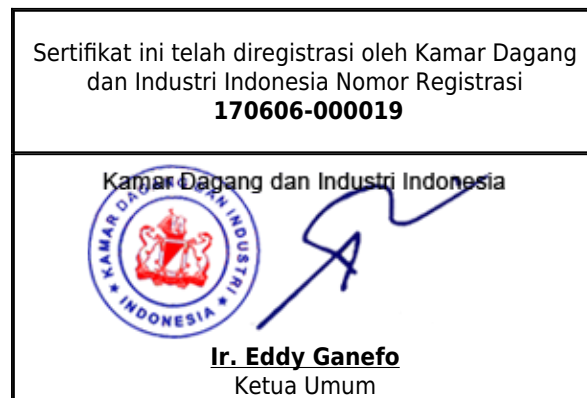 Sertifikat ini telah diregistrasi oleh Kamar Dagang
dan Industri Indonesia Nomor Registrasi
170606-000019
Kamar Dagang dan Industri Indonesia
KAMAR DAGANG DAN INDUSTRI
INDONESIA
Ir. Eddy Ganefo
Ketua Umum